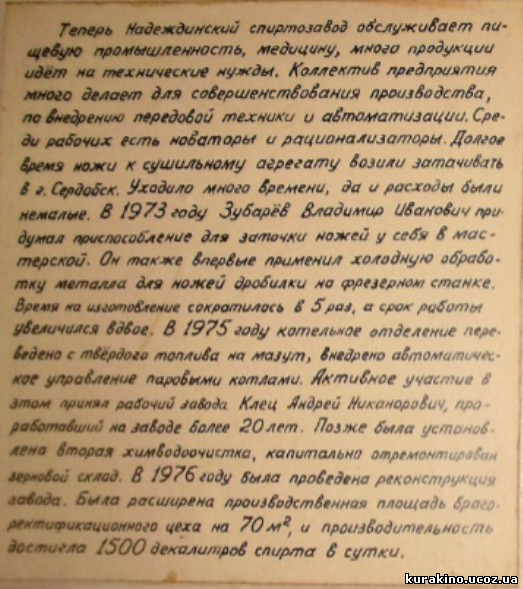 Теперь Надеждинский спиртозавод обслуживает пи-
щевую промышленность, медицину, много продукции
идёт на технические нужды. Коллектив предприятия
много делает для совершенствования производства,
по внедрению передовой техники и автоматизации. Сре-
ди рабочих есть новаторы и рационализаторы. Долгое
время ножи к сушильному агрегату возили затачивать
в г. Сердобск. Уходило много времени, да и расходы были
немалые. В 1973 году Зубарёв Владимир Иванович при-
думал приспособление для заточки ножей у себя в мас-
терской. Он также впервые применил холодную обрабо-
тку металла для ножей дробилки на фрезерном станке.
Время на изготовление сократилось в 5 раз, а срок работы
увеличился вдвое. В 1975 году котельное отделение пере-
ведено с твёрдого топлива на мазут, внедрено автоматичес-
кое управление паровыми котлами. Активное участие в
этом принял рабочий завода Клец Андрей Никанорович, про-
работавший на заводе более 20 лет. Позже была установ-
лена вторая химводоочистка, капитально отремонтирован
зерновой склад. В 1976 году была проведена реконструкция
завода. Была расширена производственная площадь браго-
ректификационного цеха на 70 м², и производительность
достигла 1500 декалитров спирта в сутки.
kurakino.ucoz.ua